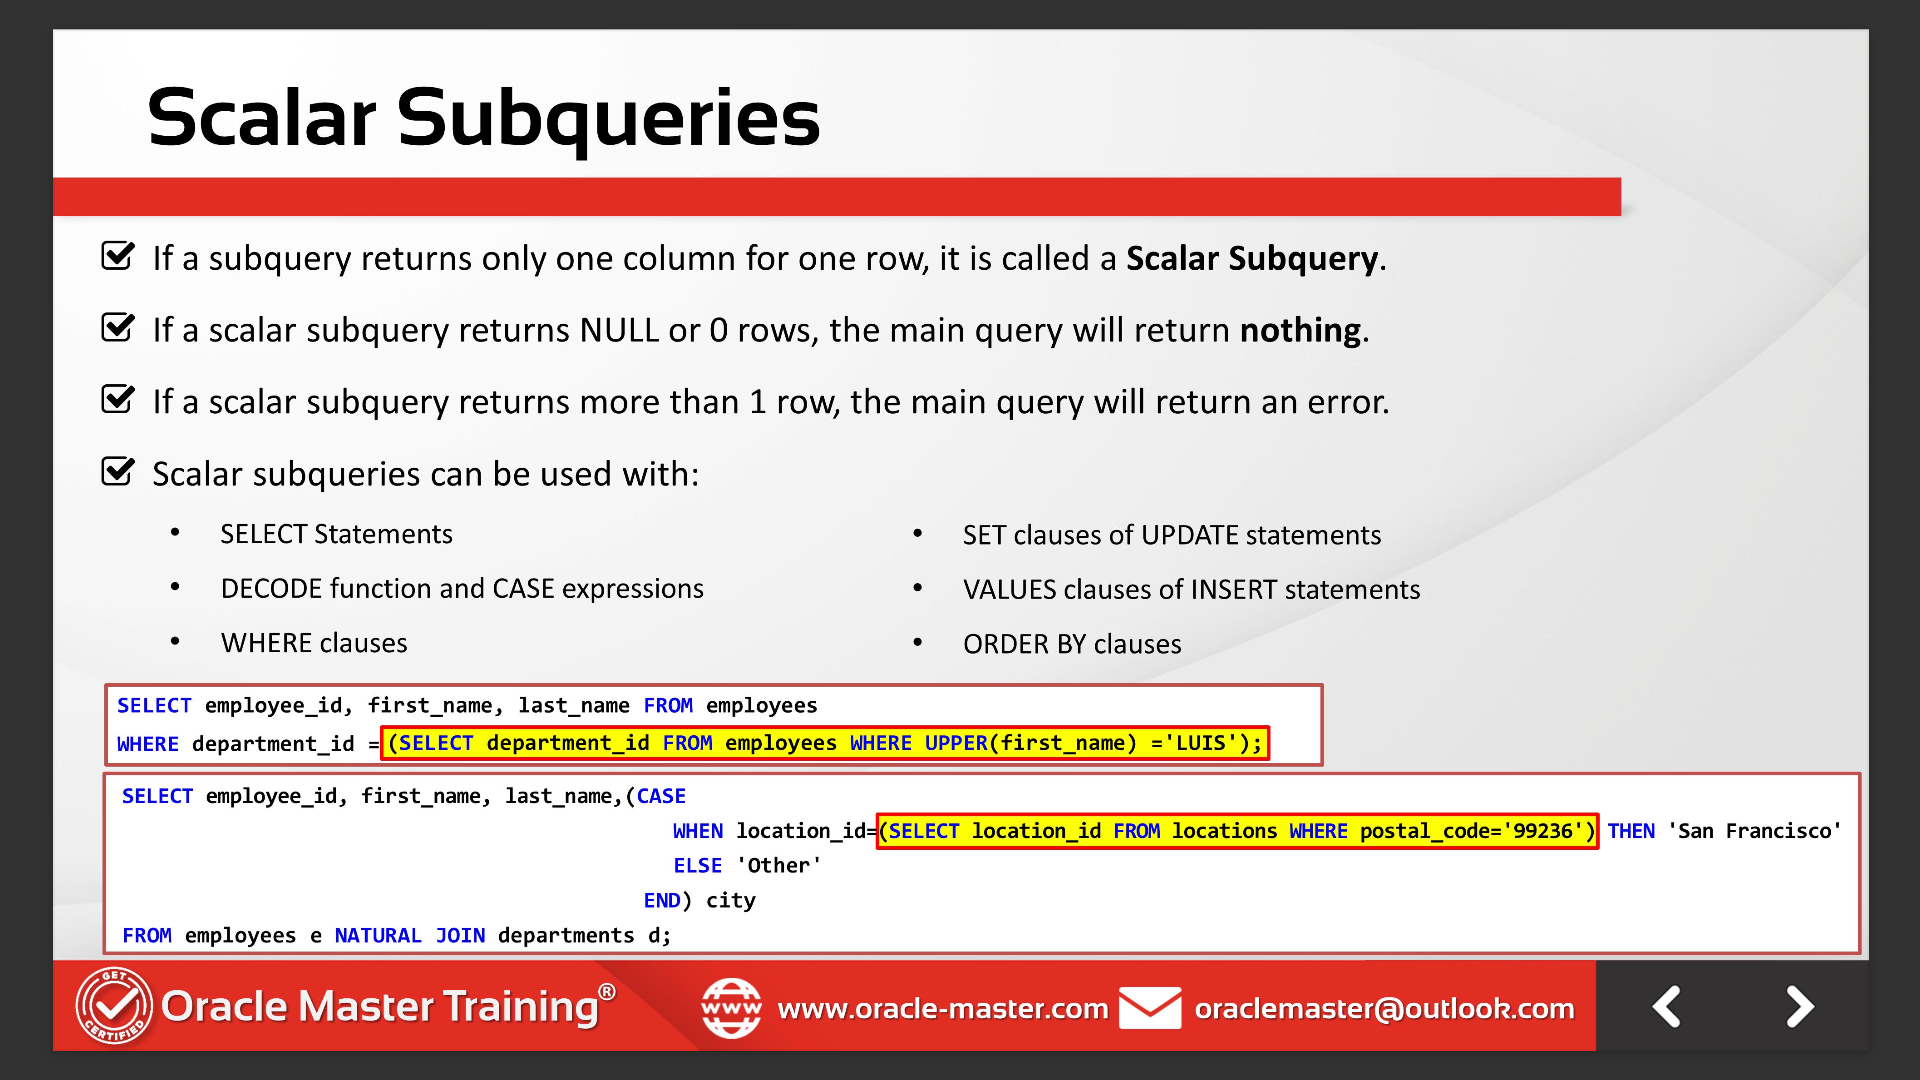 Scalar Subqueries
If a subquery returns only one column for one row, it is called a Scalar Subquery.
If a scalar subquery returns NULL or 0 rows, the main query will return nothing.
If a scalar subquery returns more than 1 row, the main query will return an error.
Scalar subqueries can be used with:
• SELECT Statements
• DECODE function and CASE expressions
• WHERE clauses
• SET clauses of UPDATE statements
• VALUES clauses of INSERT statements
• ORDER BY clauses
SELECT employee_id, first_name, last_name FROM employees
WHERE department_id =(SELECT department_id FROM employees WHERE UPPER(first_name) ='LUIS');
SELECT employee_id, first_name, last_name,(CASE
WHEN location_id=(SELECT location_id FROM locations WHERE postal_code='99236') THEN 'San Francisco'
ELSE 'Other'
END) city
FROM employees e NATURAL JOIN departments d;
GET CERTIFIED
Oracle Master Training®
www
www.oracle-master.com
oraclemaster@outlook.com